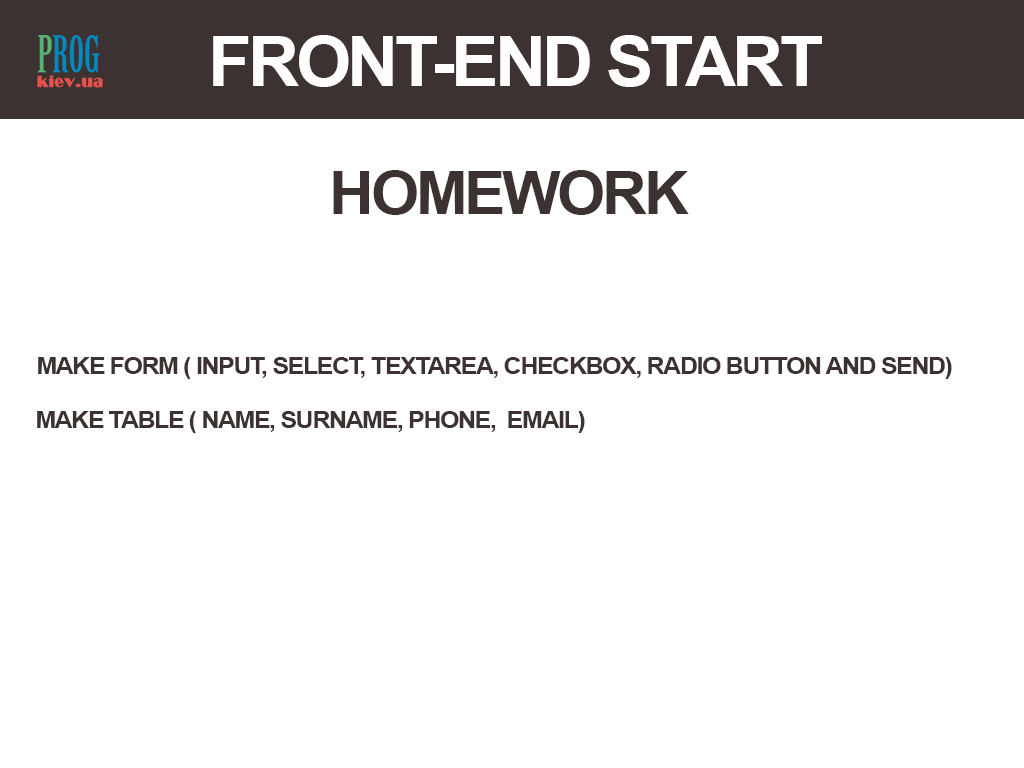 PROG
kiev.ua
FRONT-END START
HOMEWORK
MAKE FORM ( INPUT, SELECT, TEXTAREA, CHECKBOX, RADIO BUTTON AND SEND)
MAKE TABLE ( NAME, SURNAME, PHONE,  EMAIL)